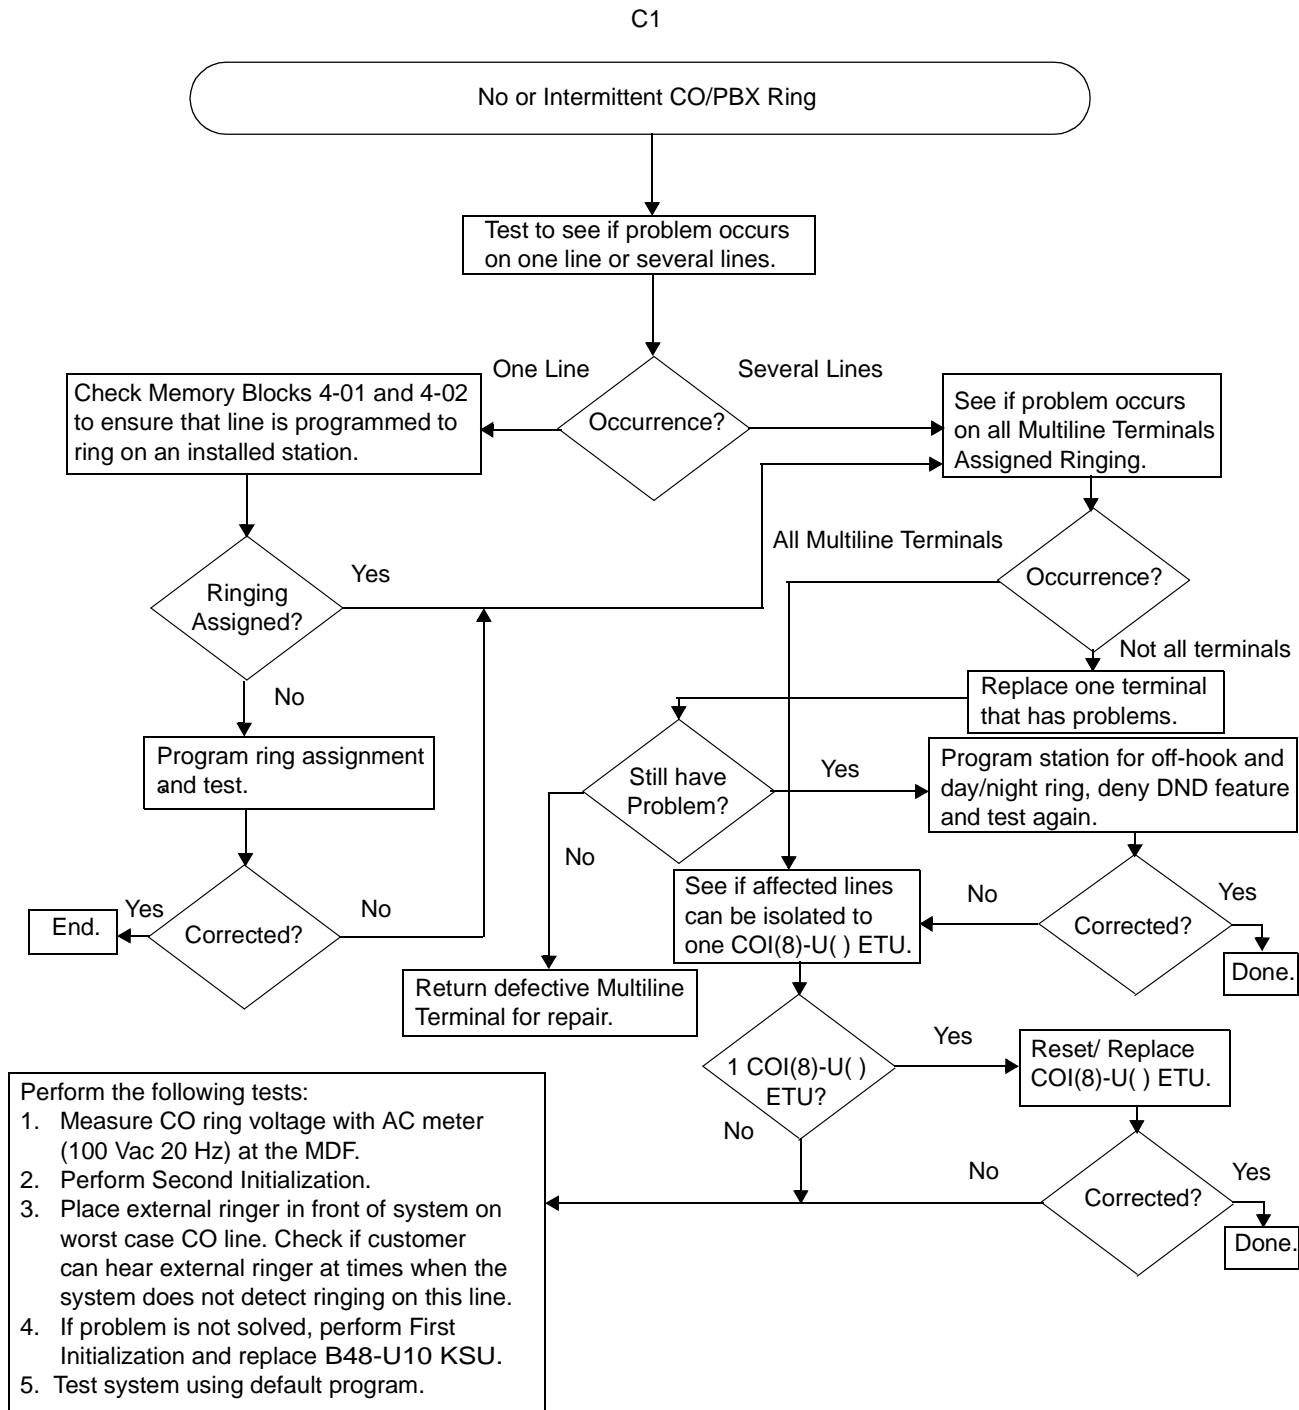 C1
No or Intermittent CO/PBX Ring
Test to see if problem occurs
on one line or several lines.
One Line
Several Lines
Occurrence?
Check Memory Blocks 4-01 and 4-02
to ensure that line is programmed to
ring on an installed station.
See if problem occurs
on all Multiline Terminals
Assigned Ringing.
All Multiline Terminals
Occurrence?
Ringing
Assigned?
Yes
No
Not all terminals
Replace one terminal
that has problems.
Program ring assignment
and test.
Still have
Problem?
Yes
No
Program station for off-hook and
day/night ring, deny DND feature
and test again.
See if affected lines
can be isolated to
one COI(8)-U( ) ETU.
No
Corrected?
Yes
Done.
End.
Yes
Corrected?
No
Return defective Multiline
Terminal for repair.
1 COI(8)-U( )
ETU?
Yes
No
Reset/ Replace
COI(8)-U( ) ETU.
No
Corrected?
Yes
Done.
Perform the following tests:
1. Measure CO ring voltage with AC meter
(100 Vac 20 Hz) at the MDF.
2. Perform Second Initialization.
3. Place external ringer in front of system on
worst case CO line. Check if customer
can hear external ringer at times when the
system does not detect ringing on this line.
4. If problem is not solved, perform First
Initialization and replace B48-U10 KSU.
5. Test system using default program.